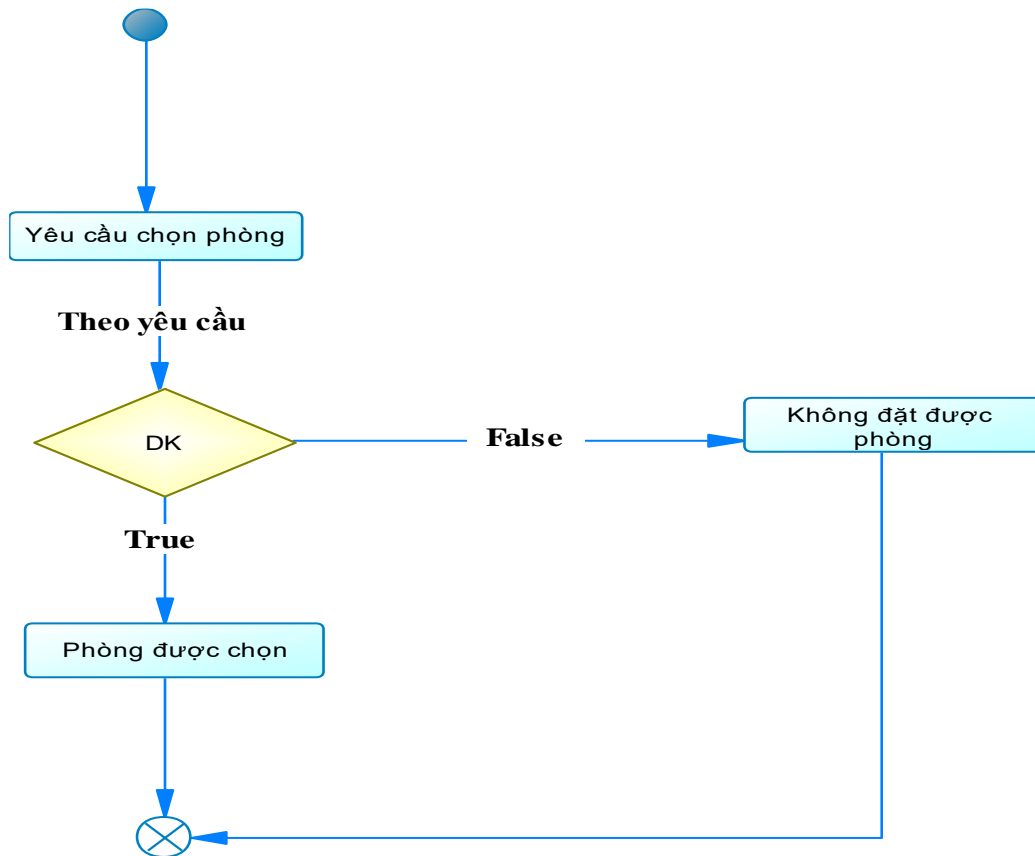 Yêu cầu chọn phòng
Theo yêu cầu
DK
False
Không đặt được
phòng
True
Phòng được chọn